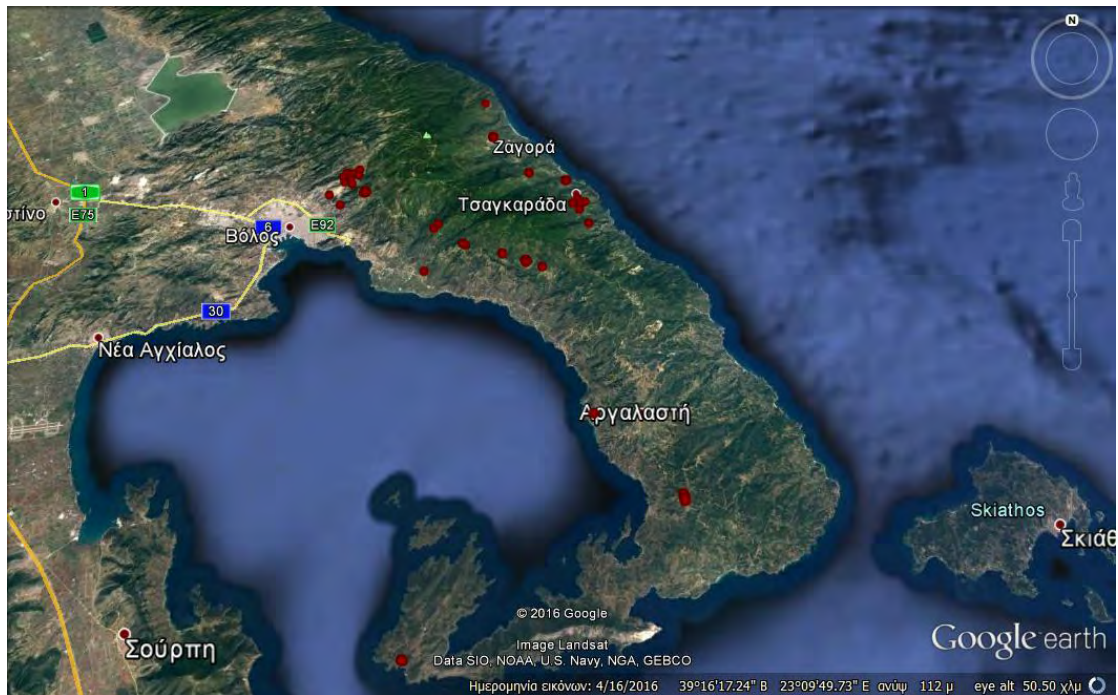 N
Ζαγορά
Τσαγκαράδα
1
E75
στίνο
6
E92
Βόλος
30
Νέα Αγχίαλος
Αργαλαστή
Skiathos
Σκιάθ
© 2016 Google
Σούρπη
Image Landsat
Data SIO, NOAA, U.S. Navy, NGA, GEBCO
Google earth
Ημερομηνία εικόνων: 4/16/2016 39°16'17.24" Β 23°09'49.73" Ε ανύψ 112 μ eye alt 50.50 χλμ